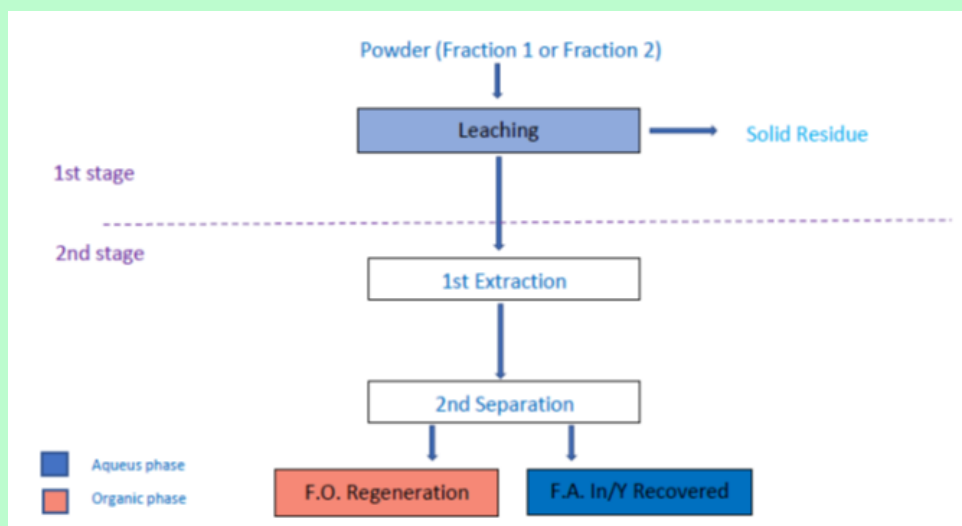 Powder (Fraction 1 or Fraction 2)
Leaching
Solid Residue
1st stage
2nd stage
1st Extraction
2nd Separation
Aqueus phase
Organic phase
F.O. Regeneration
F.A. In/Y Recovered